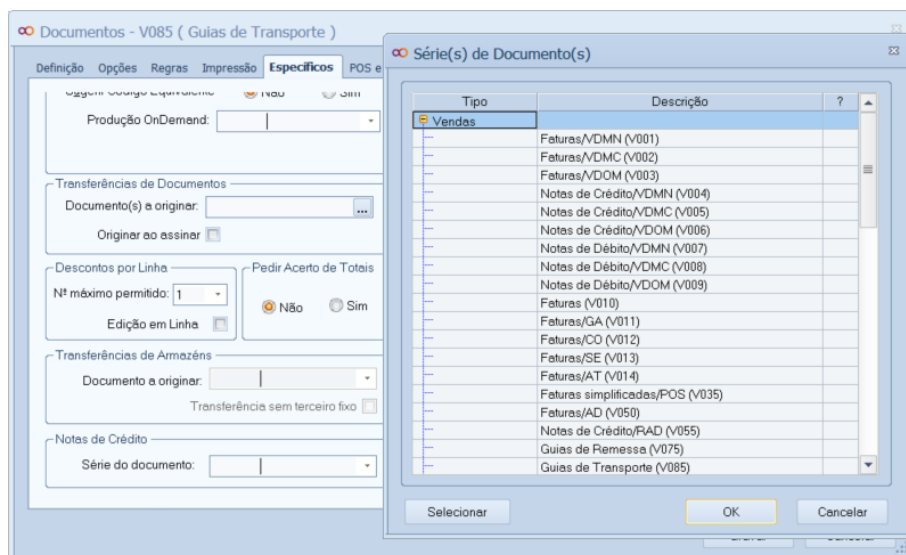 Documentos - V085 ( Guias de Transporte )
Definição Opções Regras Impressão Específicos POS e
Não Sim
Produção OnDemand:
Transferências de Documentos
Documento(s) a originar: ...
Originar ao assinar
Descontos por Linha
Nº máximo permitido: 1
Edição em Linha
Pedir Acerto de Totais
Não Sim
Transferências de Armazéns
Documento a originar:
Transferência sem terceiro fixo
Notas de Crédito
Série do documento:
Série(s) de Documento(s)
Tipo Descrição ?
Vendas
Faturas/VDMN (V001)
Faturas/VDMC (V002)
Faturas/VDOM (V003)
Notas de Crédito/VDMN (V004)
Notas de Crédito/VDMC (V005)
Notas de Crédito/VDOM (V006)
Notas de Débito/VDMN (V007)
Notas de Débito/VDMC (V008)
Notas de Débito/VDOM (V009)
Faturas (V010)
Faturas/GA (V011)
Faturas/CO (V012)
Faturas/SE (V013)
Faturas/AT (V014)
Faturas simplificadas/POS (V035)
Faturas/AD (V050)
Notas de Crédito/RAD (V055)
Guias de Remessa (V075)
Guias de Transporte (V085)
Selecionar OK Cancelar